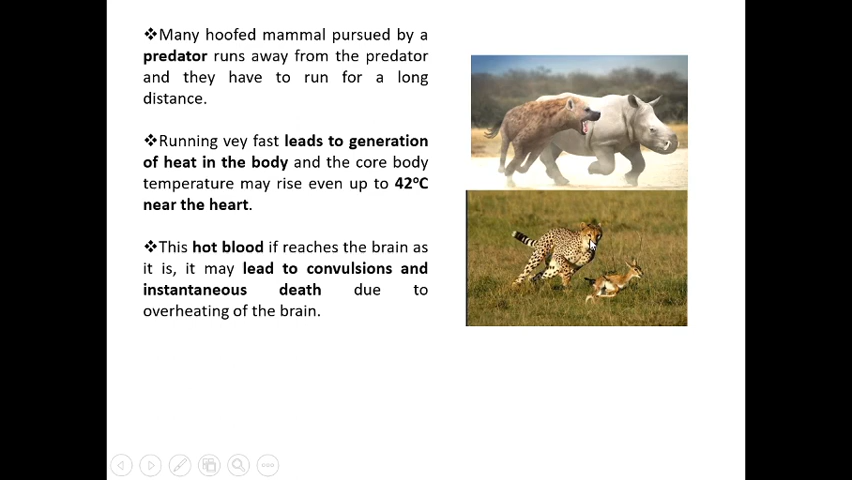 ❖Many hoofed mammal pursued by a
predator runs away from the predator
and they have to run for a long
distance.
❖Running vey fast leads to generation
of heat in the body and the core body
temperature may rise even up to 42°C
near the heart.
❖This hot blood if reaches the brain as
it is, it may lead to convulsions and
instantaneous death due to
overheating of the brain.